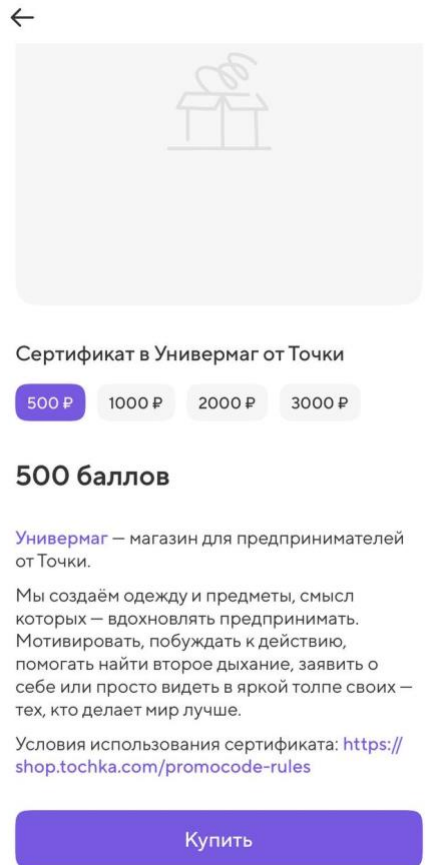 Сертификат в Универмаг от Точки
500 ₽ 1000 ₽ 2000 ₽ 3000 ₽
500 баллов
Универмаг — магазин для предпринимателей
от Точки.
Мы создаём одежду и предметы, смысл
которых — вдохновлять предпринимать.
Мотивировать, побуждать к действию,
помогать найти второе дыхание, заявить о
себе или просто видеть в яркой толпе своих —
тех, кто делает мир лучше.
Условия использования сертификата: https://
shop.tochka.com/promocode-rules
Купить